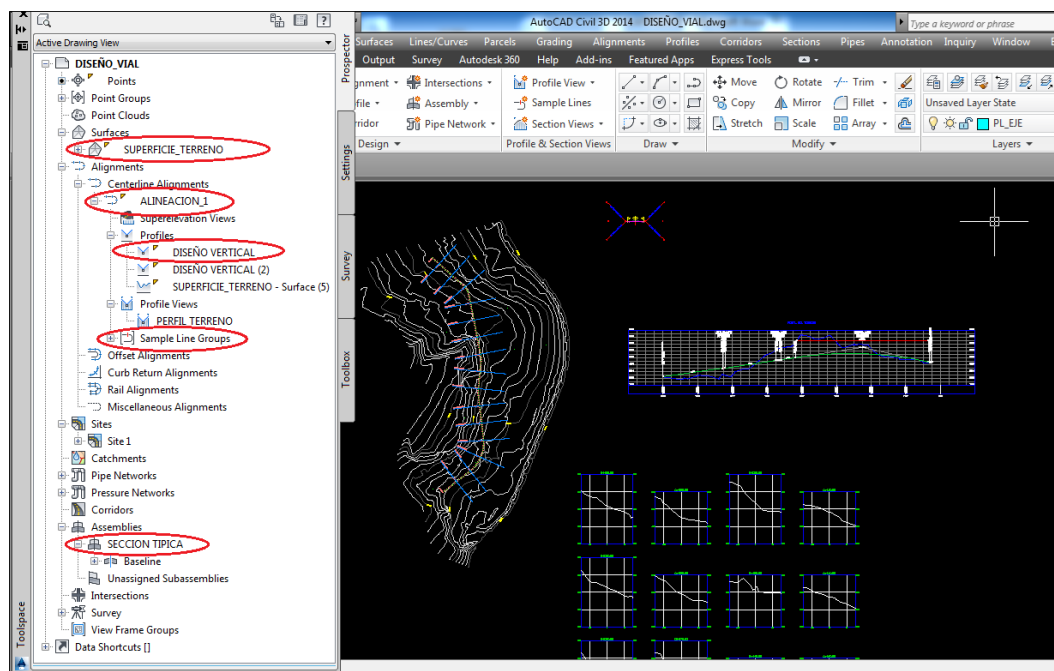 AutoCAD Civil 3D 2014 DISEÑO_VIAL.dwg
Type a keyword or phrase
Surfaces Lines/Curves Parcels Grading Alignments Profiles Corridors Sections Pipes Annotation Inquiry Window
Output Survey Autodesk 360 Help Add-ins Featured Apps Express Tools
Intersections Profile View Move Rotate Trim
Assembly Sample Lines Copy Mirror Fillet Unsaved Layer State
Pipe Network Section Views Stretch Scale Array PL_EJE
Design Profile & Section Views Draw Modify Layers
Active Drawing View
DISEÑO_VIAL
Points
Point Groups
Point Clouds
Surfaces
SUPERFICIE_TERRENO
Alignments
Centerline Alignments
ALINEACION_1
Superelevation Views
Profiles
DISEÑO VERTICAL
DISEÑO VERTICAL (2)
SUPERFICIE_TERRENO - Surface (5)
Profile Views
PERFIL TERRENO
Sample Line Groups
Offset Alignments
Curb Return Alignments
Rail Alignments
Miscellaneous Alignments
Sites
Site 1
Catchments
Pipe Networks
Pressure Networks
Corridors
Assemblies
SECCION TIPICA
Baseline
Unassigned Subassemblies
Intersections
Survey
View Frame Groups
Data Shortcuts []
Prospector
Settings
Survey
Toolbox
Toolspace